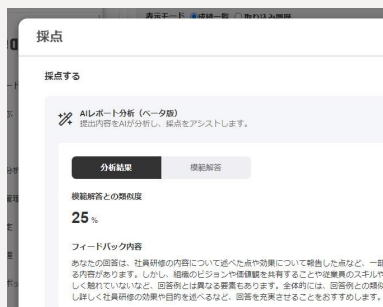 表示モード 成績一覧 取り込み履歴
採点
採点する
AIレポート分析（ベータ版）
提出内容をAIが分析し、採点をアシストします。
分析結果 模範解答
模範解答との類似度
25 %
フィードバック内容
あなたの回答は、社員研修の内容について述べた点や効果について報告した点など、一部
る内容があります。しかし、組織のビジョンや価値観を共有することや従業員のスキルや
しく触れていないなど、回答例とは異なる要素もあります。全体的には、回答例との類似
し詳しく社員研修の効果や目的を述べるなど、回答を充実させることをおすすめします。